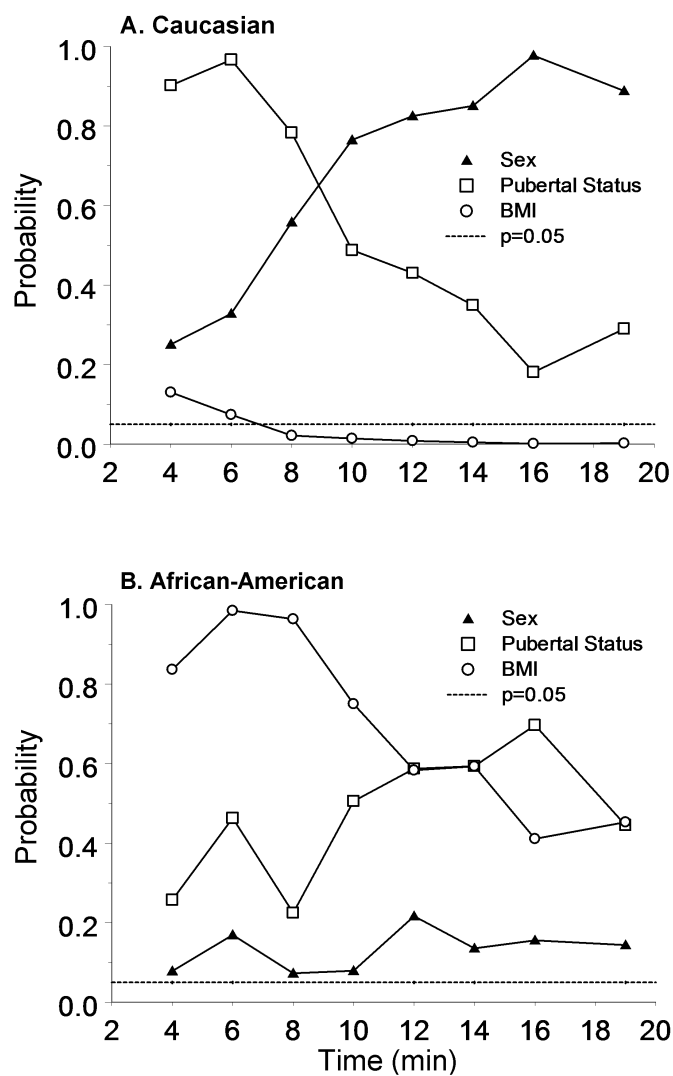 A. Caucasian
1.0
0.8
0.6
0.4
0.2
0.0
Probability
Sex
Pubertal Status
BMI
p=0.05
2 4 6 8 10 12 14 16 18 20
B. African-American
1.0
0.8
0.6
0.4
0.2
0.0
Probability
Sex
Pubertal Status
BMI
p=0.05
2 4 6 8 10 12 14 16 18 20
Time (min)